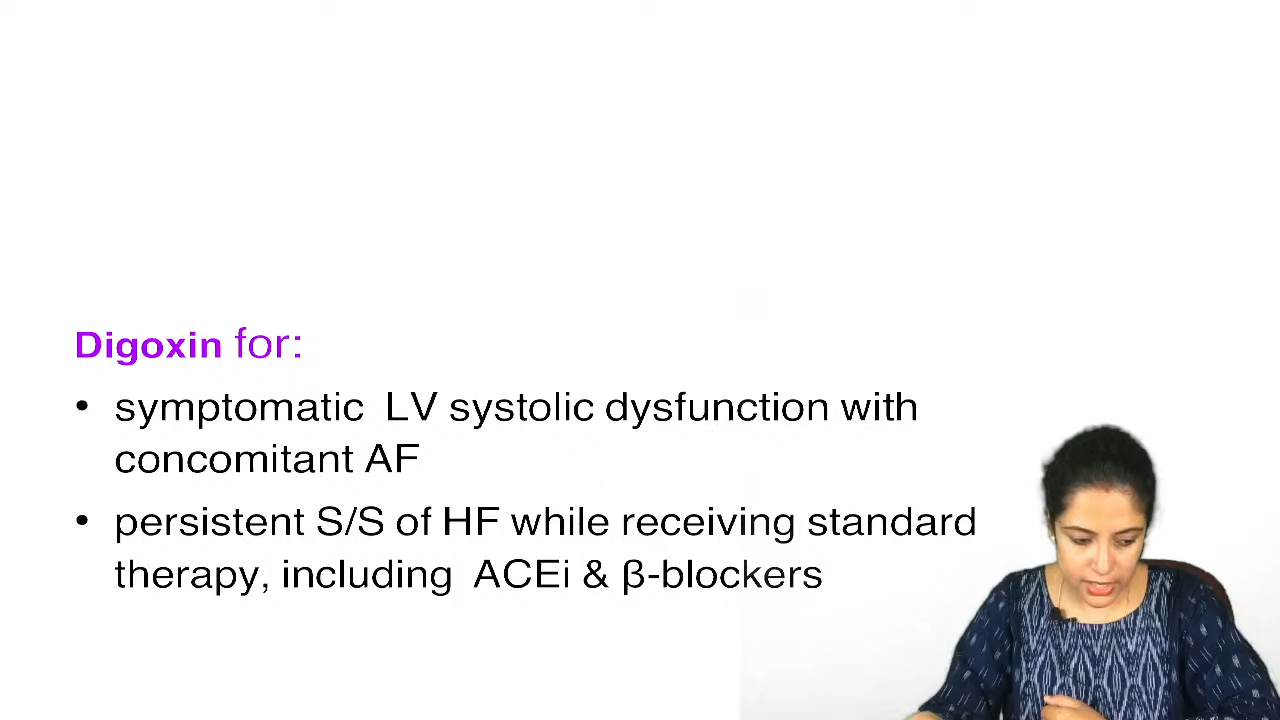 Digoxin for:
• symptomatic LV systolic dysfunction with
concomitant AF
• persistent S/S of HF while receiving standard
therapy, including ACEi & β-blockers